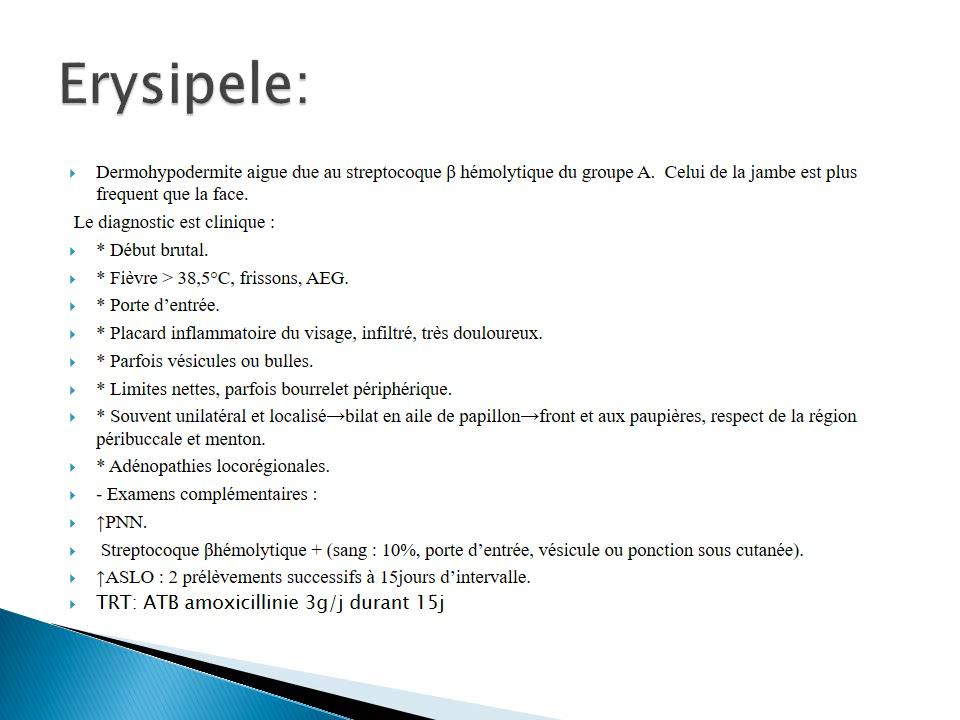 Erysipele:
Dermohypodermite aigue due au streptocoque β hémolytique du groupe A. Celui de la jambe est plus
frequent que la face.
Le diagnostic est clinique :
* Début brutal.
* Fièvre > 38,5°C, frissons, AEG.
* Porte d’entrée.
* Placard inflammatoire du visage, infiltré, très douloureux.
* Parfois vésicules ou bulles.
* Limites nettes, parfois bourrelet périphérique.
* Souvent unilatéral et localisé→bilat en aile de papillon→front et aux paupières, respect de la région
péribuccale et menton.
* Adénopathies locorégionales.
- Examens complémentaires :
↑PNN.
Streptocoque βhémolytique + (sang : 10%, porte d’entrée, vésicule ou ponction sous cutanée).
↑ASLO : 2 prélèvements successifs à 15jours d’intervalle.
TRT: ATB amoxicillinie 3g/j durant 15j